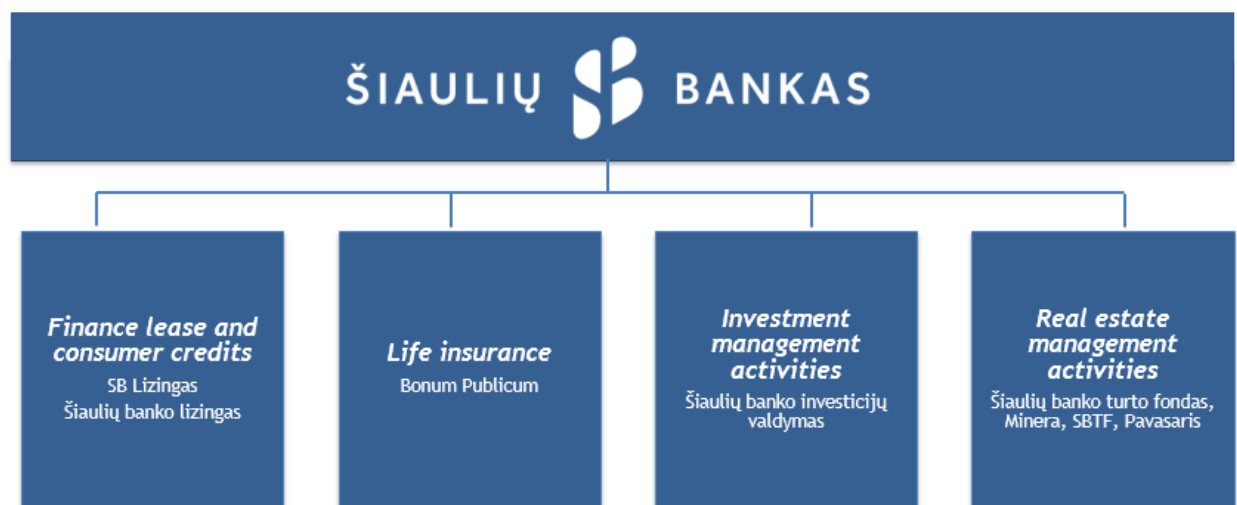 ŠIAULIŲ BANKAS
Finance lease and
consumer credits
SB Lizingas
Šiaulių banko lizingas
Life insurance
Bonum Publicum
Investment
management
activities
Šiaulių banko investicijų
valdymas
Real estate
management
activities
Šiaulių banko turto fondas,
Minera, SBTF, Pavasaris